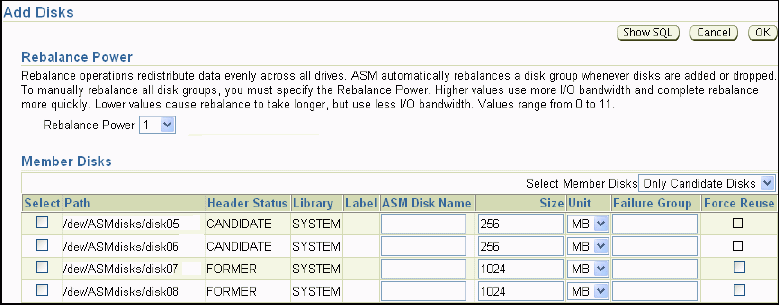 Add Disks
Show SQL Cancel OK
Rebalance Power
Rebalance operations redistribute data evenly across all drives. ASM automatically rebalances a disk group whenever disks are added or dropped.
To manually rebalance all disk groups, you must specify the Rebalance Power. Higher values use more I/O bandwidth and complete rebalance
more quickly. Lower values cause rebalance to take longer, but use less I/O bandwidth. Values range from 0 to 11.
Rebalance Power 1
Member Disks
Select Member Disks Only Candidate Disks
Select Path Header Status Library Label ASM Disk Name Size Unit Failure Group Force Reuse
/dev/ASMdisks/disk05 CANDIDATE SYSTEM 256 MB
/dev/ASMdisks/disk06 CANDIDATE SYSTEM 256 MB
/dev/ASMdisks/disk07 FORMER SYSTEM 1024 MB
/dev/ASMdisks/disk08 FORMER SYSTEM 1024 MB